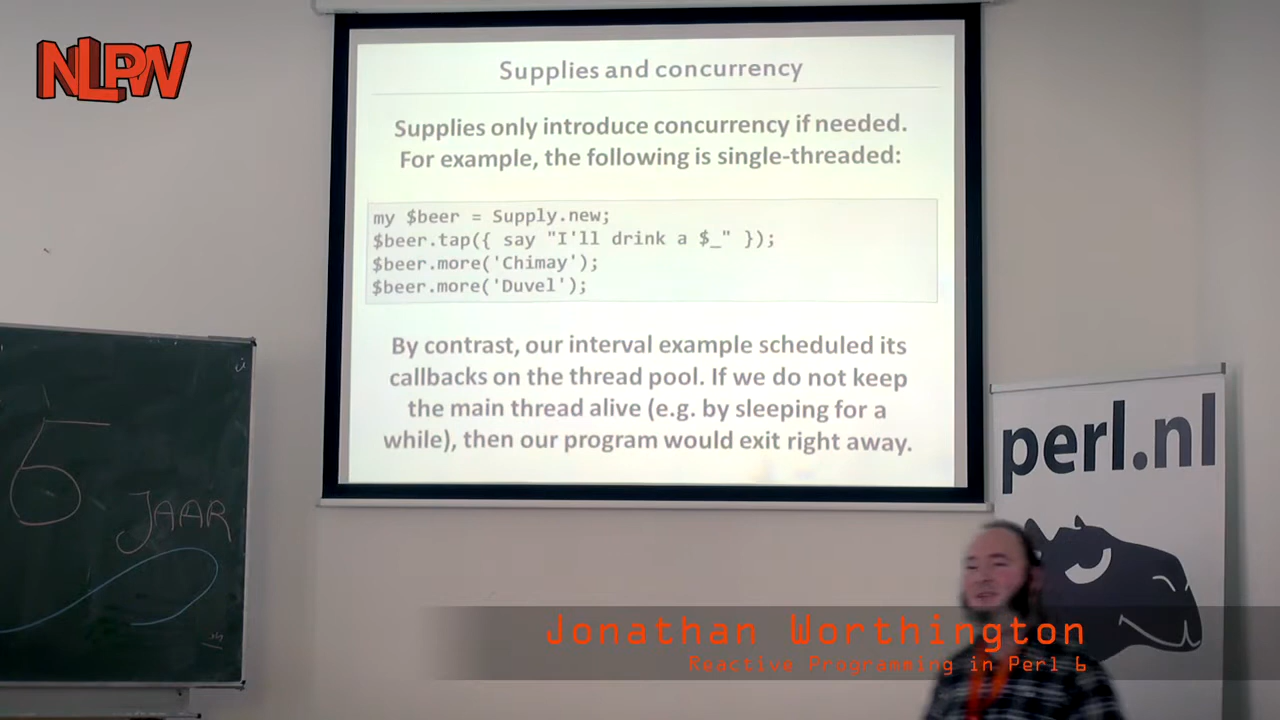 NLPW
Supplies and concurrency
Supplies only introduce concurrency if needed.
For example, the following is single-threaded:
my $beer = Supply.new;
$beer.tap({ say "I'll drink a $_" });
$beer.more('Chimay');
$beer.more('Duvel');
By contrast, our interval example scheduled its
callbacks on the thread pool. If we do not keep
the main thread alive (e.g. by sleeping for a
while), then our program would exit right away.
5
JAAR
perl.nl
Jonathan Worthington
Reactive Programming in Perl 6